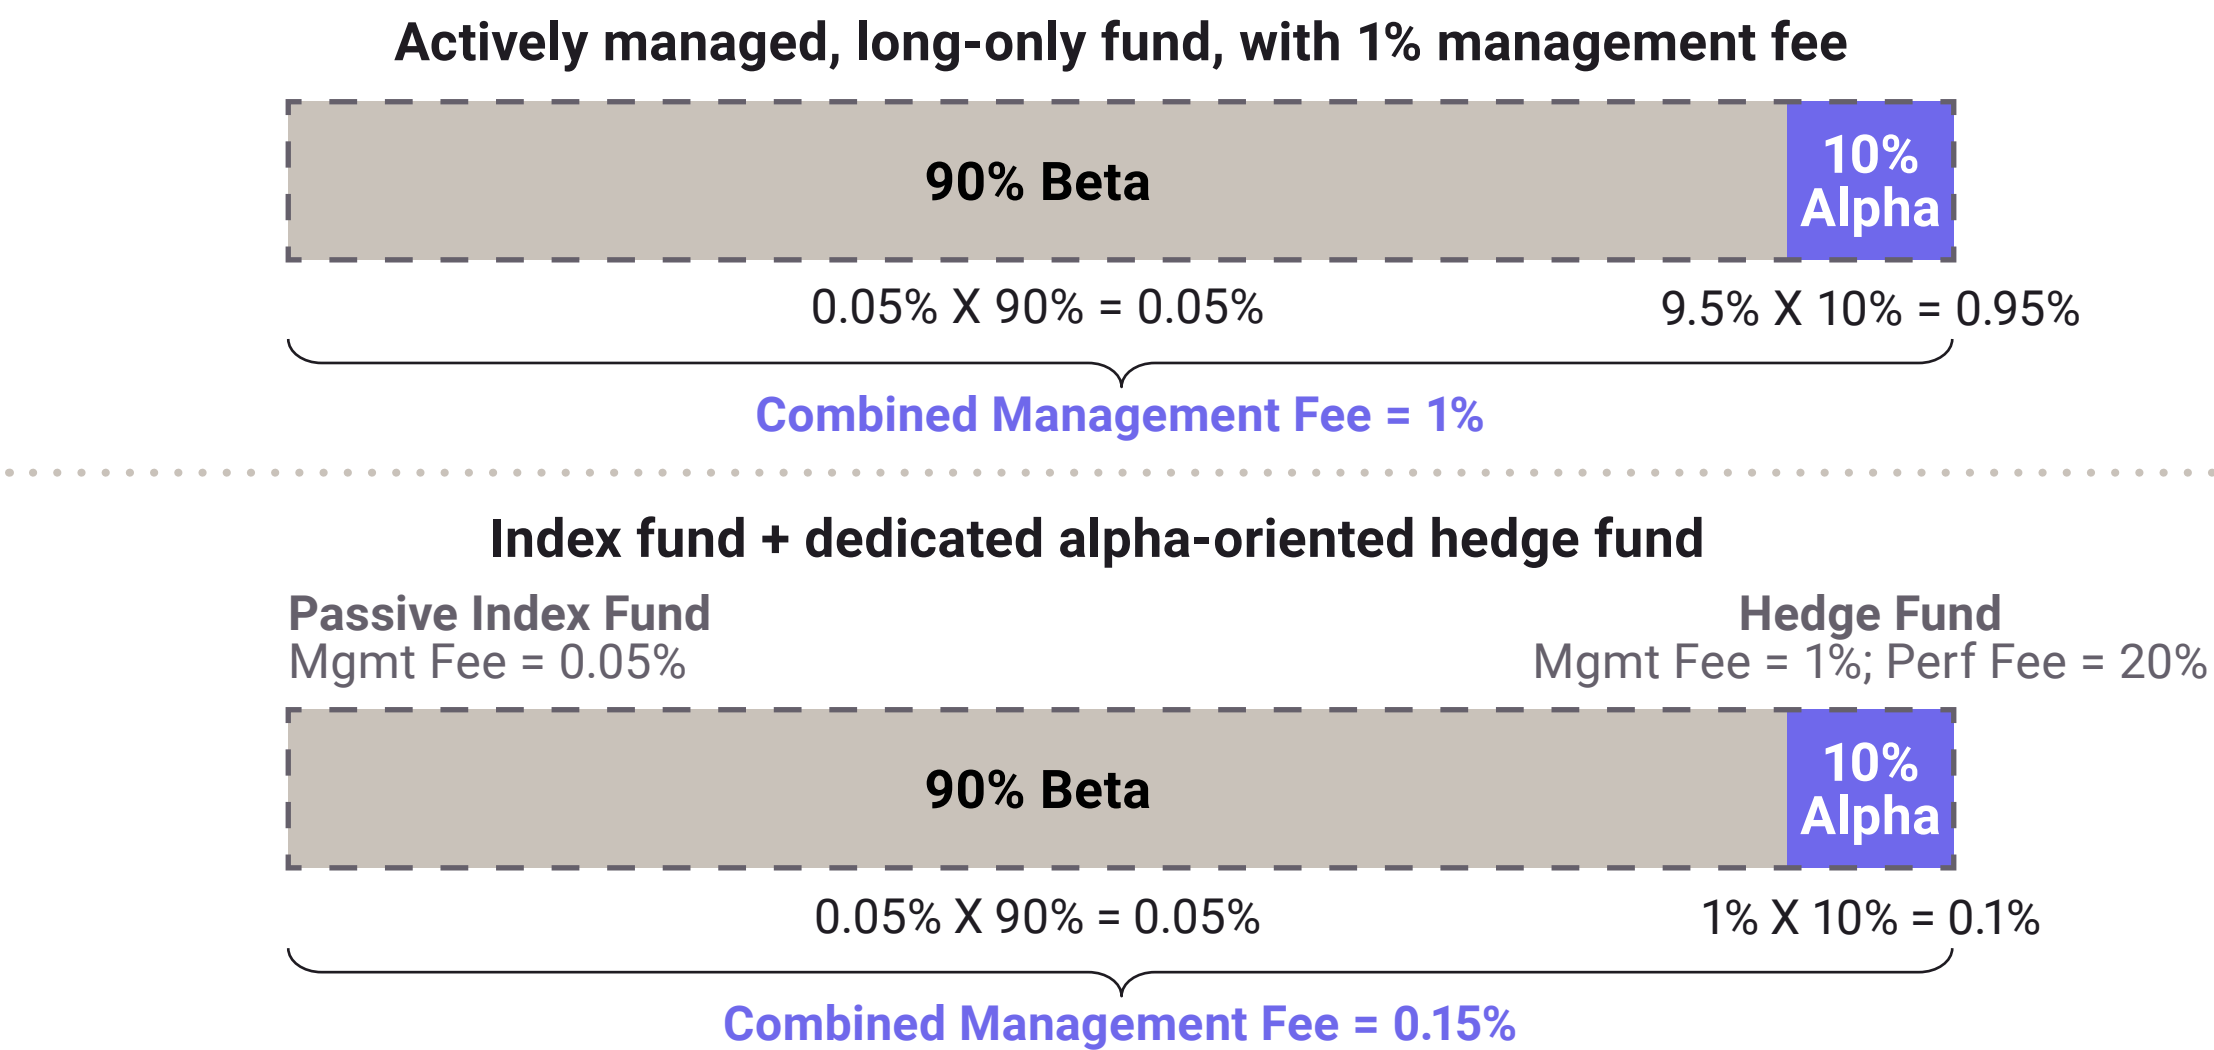 Actively managed, long-only fund, with 1% management fee
90% Beta
10%
Alpha
0.05% X 90% = 0.05%
9.5% X 10% = 0.95%
Combined Management Fee = 1%
Index fund + dedicated alpha-oriented hedge fund
Passive Index Fund
Mgmt Fee = 0.05%
Hedge Fund
Mgmt Fee = 1%; Perf Fee = 20%
90% Beta
10%
Alpha
0.05% X 90% = 0.05%
1% X 10% = 0.1%
Combined Management Fee = 0.15%